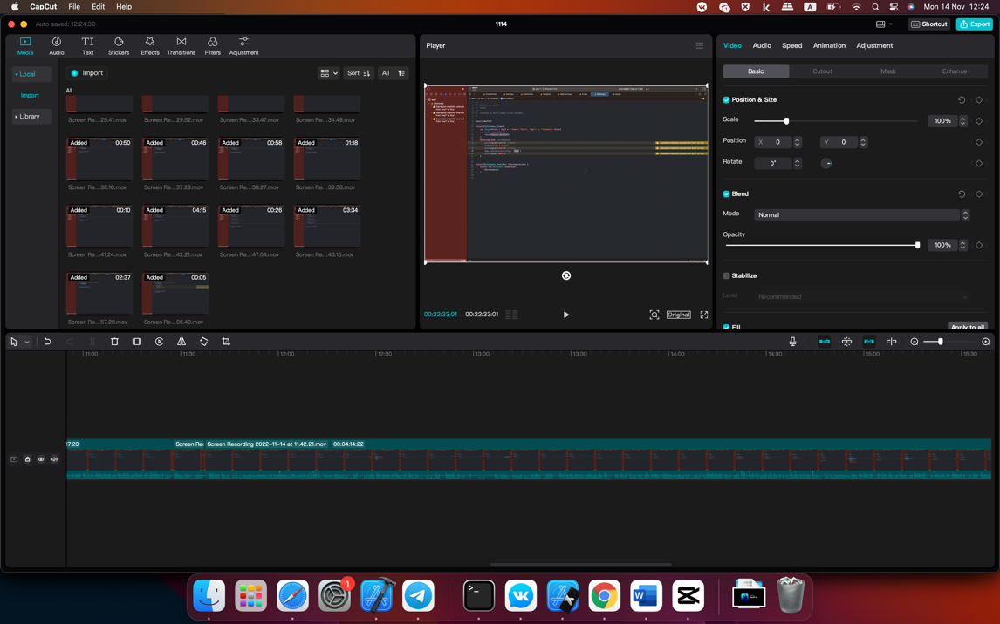 CapCut File Edit Help
A
Mon 14 Nov 12:24
Auto saved: 12:24:30
1114
Shortcut
Export
Media Audio Text Stickers Effects Transitions Filters Adjustment
Local
Import
Library
Import
Sort
All
All
Screen Re...25.41.mov Screen Re...29.52.mov Screen Re...33.47.mov Screen Re...34.49.mov
Added 00:50 Added 00:46 Added 00:58 Added 01:18
Screen Re...36.10.mov Screen Re...37.29.mov Screen Re...38.27.mov Screen Re...39.38.mov
Added 00:10 Added 04:15 Added 00:26 Added 03:34
Screen Re...41.24.mov Screen Re...42.21.mov Screen Re...47.04.mov Screen Re...48.15.mov
Added 02:37 Added 00:05
Screen Re...57.20.mov Screen Re...06.40.mov
Player
00:22:33:01 00:22:33:01
Original
Video Audio Speed Animation Adjustment
Basic Cutout Mask Enhance
Position & Size
Scale 100%
Position X 0 Y 0
Rotate 0°
Blend
Mode Normal
Opacity
100%
Stabilize
Level Recommended
Fill Apply to all
11:00 11:30 12:00 12:30 13:00 13:30 14:00 14:30 15:00 15:30
17:20 Screen Rec Screen Recording 2022-11-14 at 11.42.21.mov 00:04:14:22
1
W